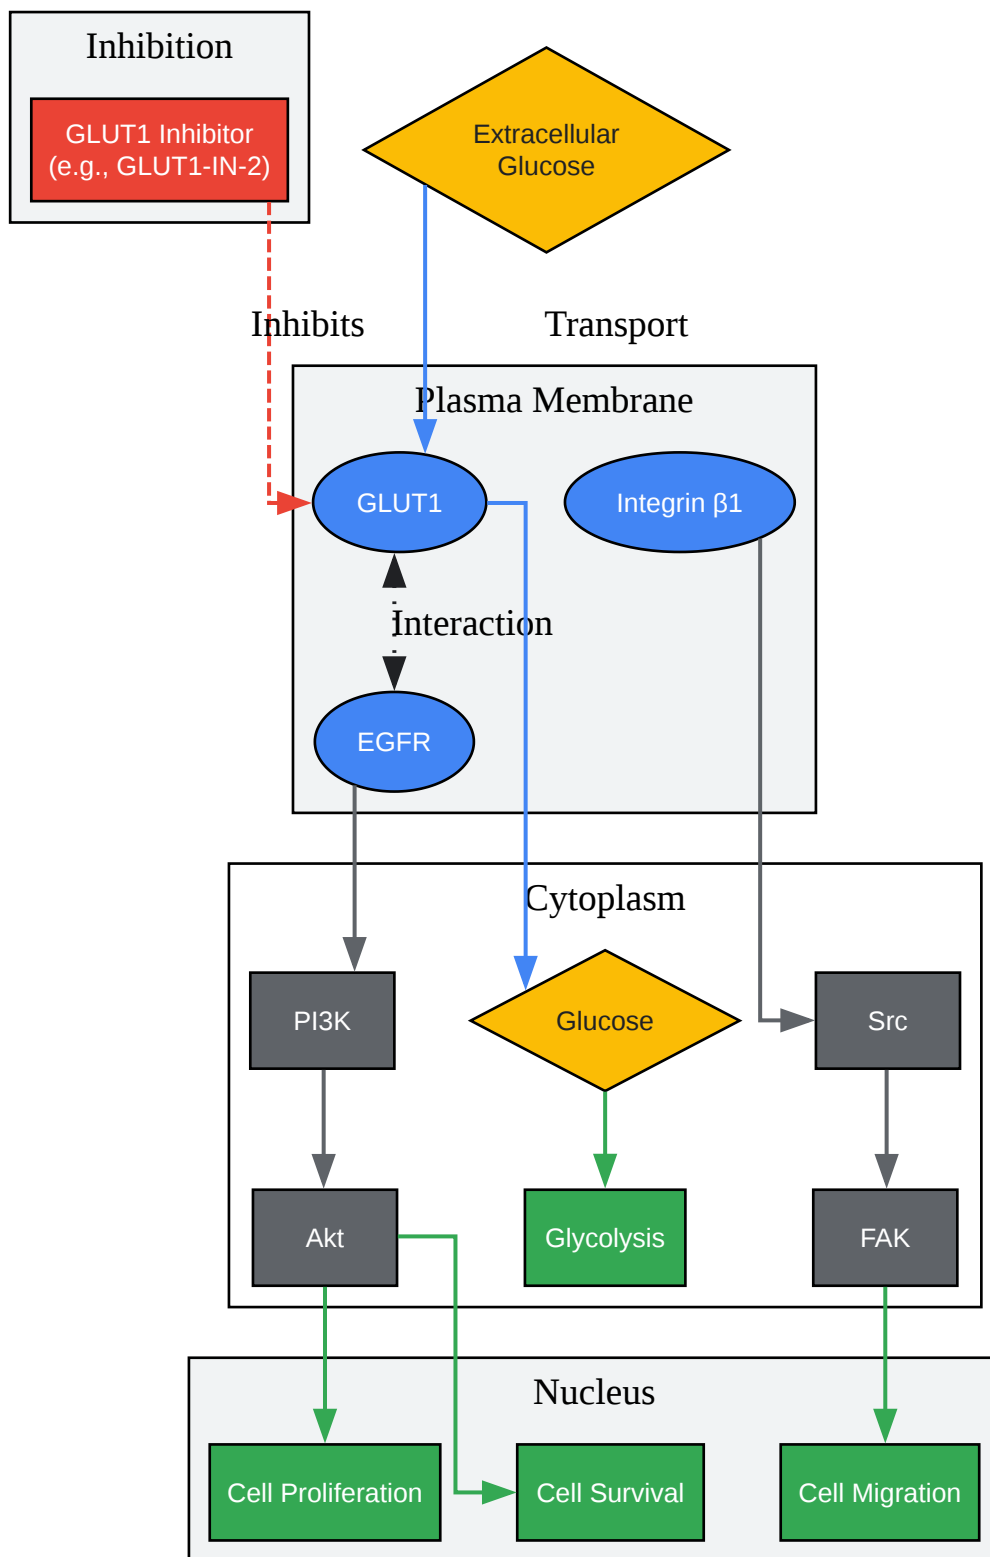 Inhibition
GLUT1 Inhibitor
(e.g., GLUT1-IN-2)
Extracellular
Glucose
Inhibits
Transport
Plasma Membrane
GLUT1
Integrin β1
Interaction
EGFR
Cytoplasm
PI3K
Glucose
Src
Akt
Glycolysis
FAK
Nucleus
Cell Proliferation
Cell Survival
Cell Migration